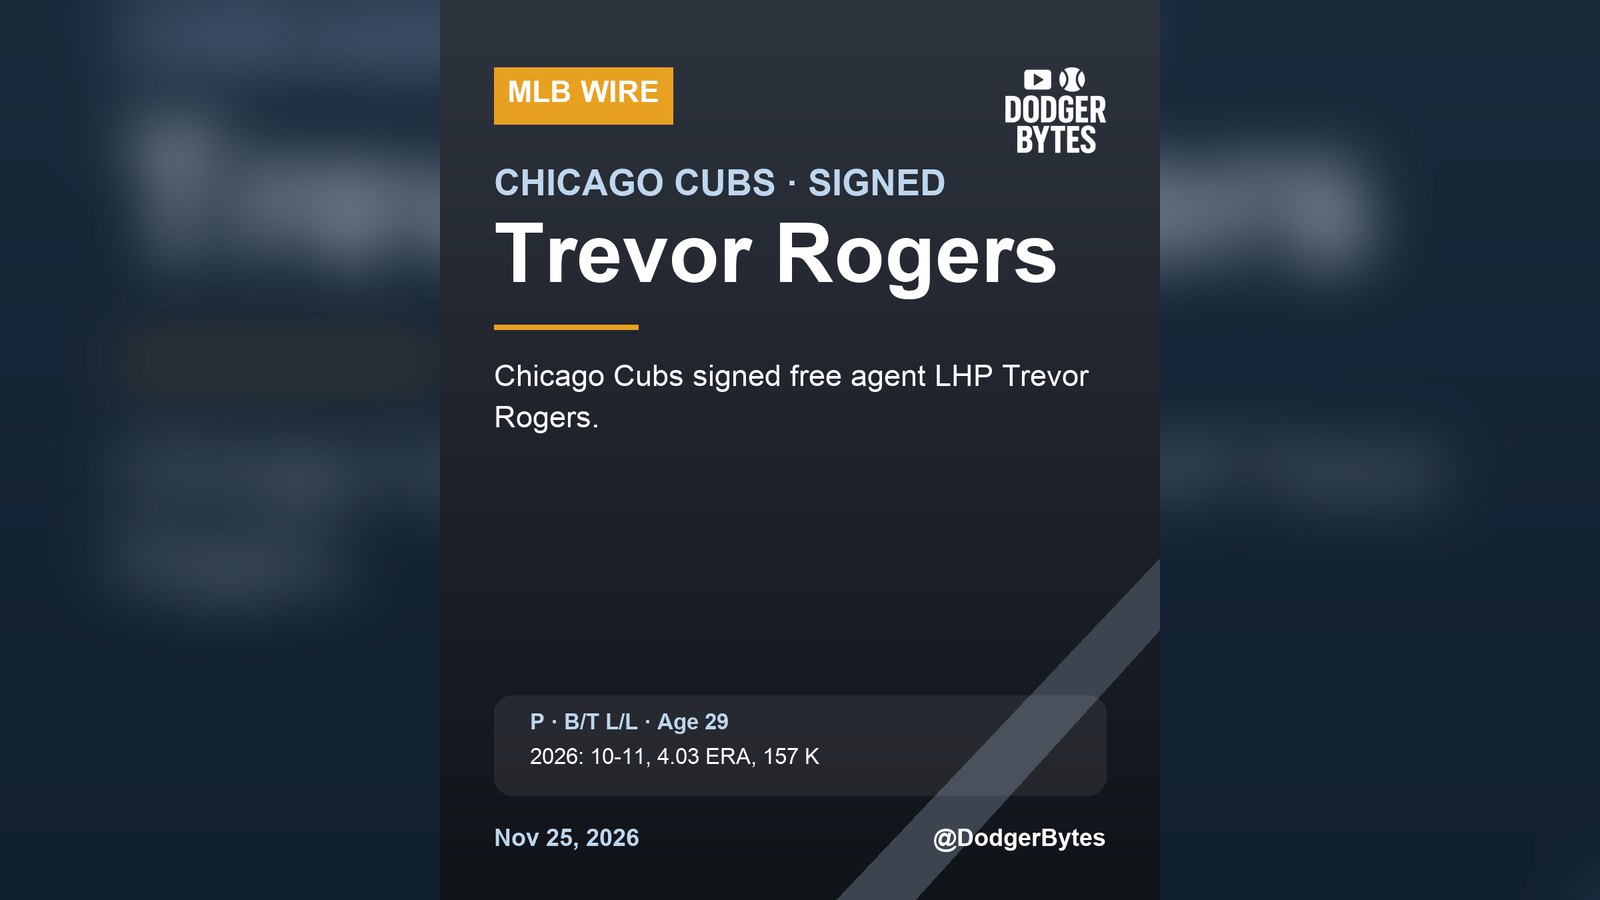 MLB WIRE
DODGER
BYTES
CHICAGO CUBS · SIGNED
Trevor Rogers
Chicago Cubs signed free agent LHP Trevor
Rogers.
P · B/T L/L · Age 29
2026: 10-11, 4.03 ERA, 157 K
Nov 25, 2026
@DodgerBytes